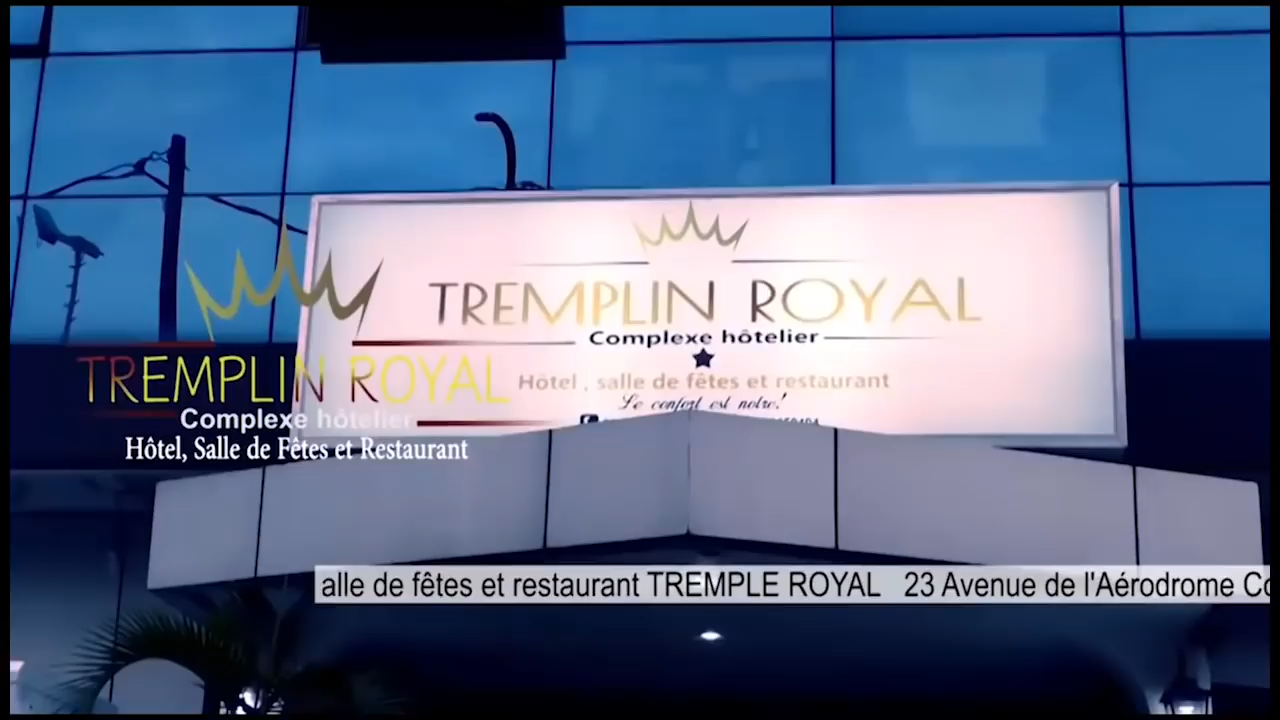 TREMPLIN ROYAL
Complexe hôtelier
Hôtel , salle de fêtes et restaurant
Le confort est notre!
TREMPLIN ROYAL
Complexe hôtelier
Hôtel, Salle de Fêtes et Restaurant
alle de fêtes et restaurant TREMPLE ROYAL 23 Avenue de l'Aérodrome Co